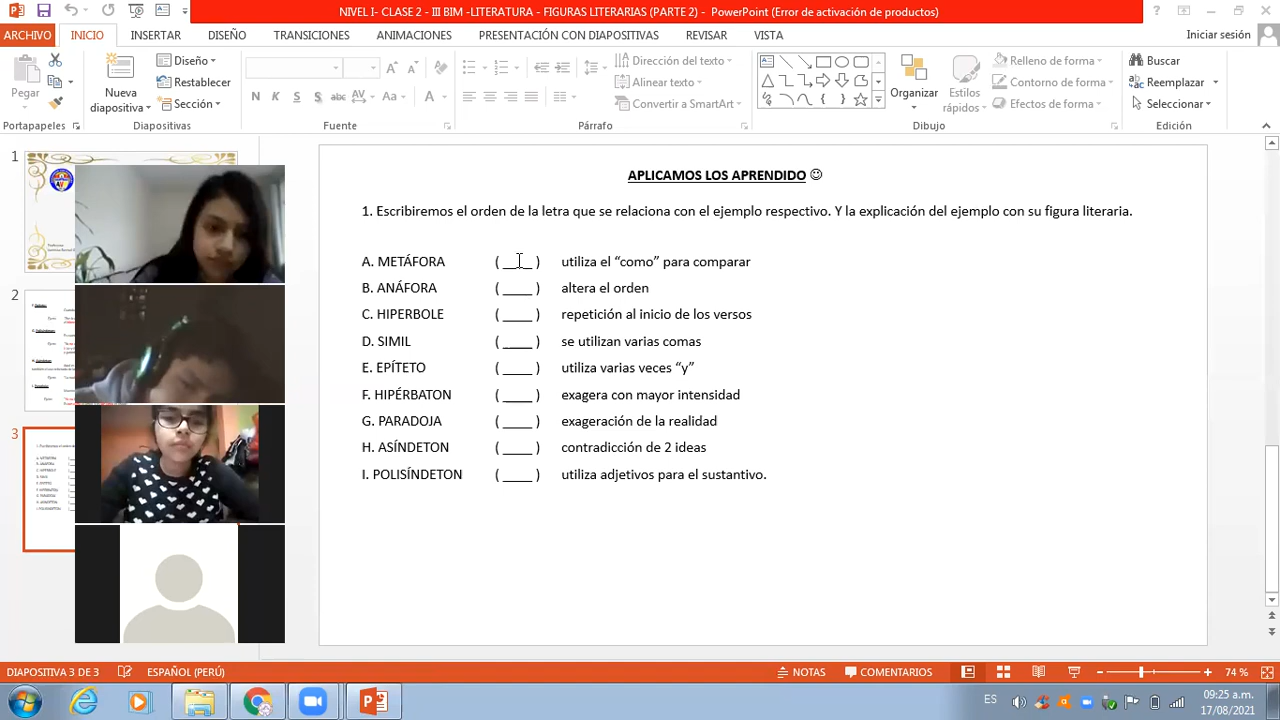 NIVEL I- CLASE 2 - III BIM -LITERATURA - FIGURAS LITERARIAS (PARTE 2) - PowerPoint (Error de activación de productos)
ARCHIVO INICIO INSERTAR DISEÑO TRANSICIONES ANIMACIONES PRESENTACIÓN CON DIAPOSITIVAS REVISAR VISTA Iniciar sesión
Pegar
Nueva diapositiva
Diseño
Restablecer
Sección
N K S S abc AV Aa A
Dirección del texto
Alinear texto
Convertir a SmartArt
Organizar
Estilos rápidos
Relleno de forma
Contorno de forma
Efectos de forma
Buscar
Reemplazar
Seleccionar
Portapapeles Diapositivas Fuente Párrafo Dibujo Edición
1
2
3
APLICAMOS LOS APRENDIDO ☺
1. Escribiremos el orden de la letra que se relaciona con el ejemplo respectivo. Y la explicación del ejemplo con su figura literaria.
A. METÁFORA ( ____ ) utiliza el “como” para comparar
B. ANÁFORA ( ____ ) altera el orden
C. HIPERBOLE ( ____ ) repetición al inicio de los versos
D. SIMIL ( ____ ) se utilizan varias comas
E. EPÍTETO ( ____ ) utiliza varias veces “y”
F. HIPERBATON ( ____ ) exagera con mayor intensidad
G. PARADOJA ( ____ ) exageración de la realidad
H. ASÍNDETON ( ____ ) contradicción de 2 ideas
I. POLISÍNDETON ( ____ ) utiliza adjetivos para el sustantivo.
DIAPOSITIVA 3 DE 3 ESPAÑOL (PERÚ) NOTAS COMENTARIOS 74 %
ES 09:25 a.m.
17/08/2021